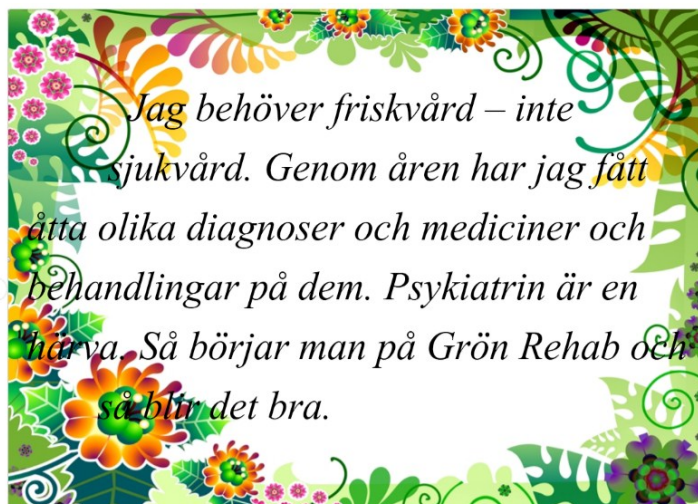 Jag behöver friskvård – inte
sjukvård. Genom åren har jag fått
åtta olika diagnoser och mediciner och
behandlingar på dem. Psykiatrin är en
härva. Så börjar man på Grön Rehab och
så blir det bra.